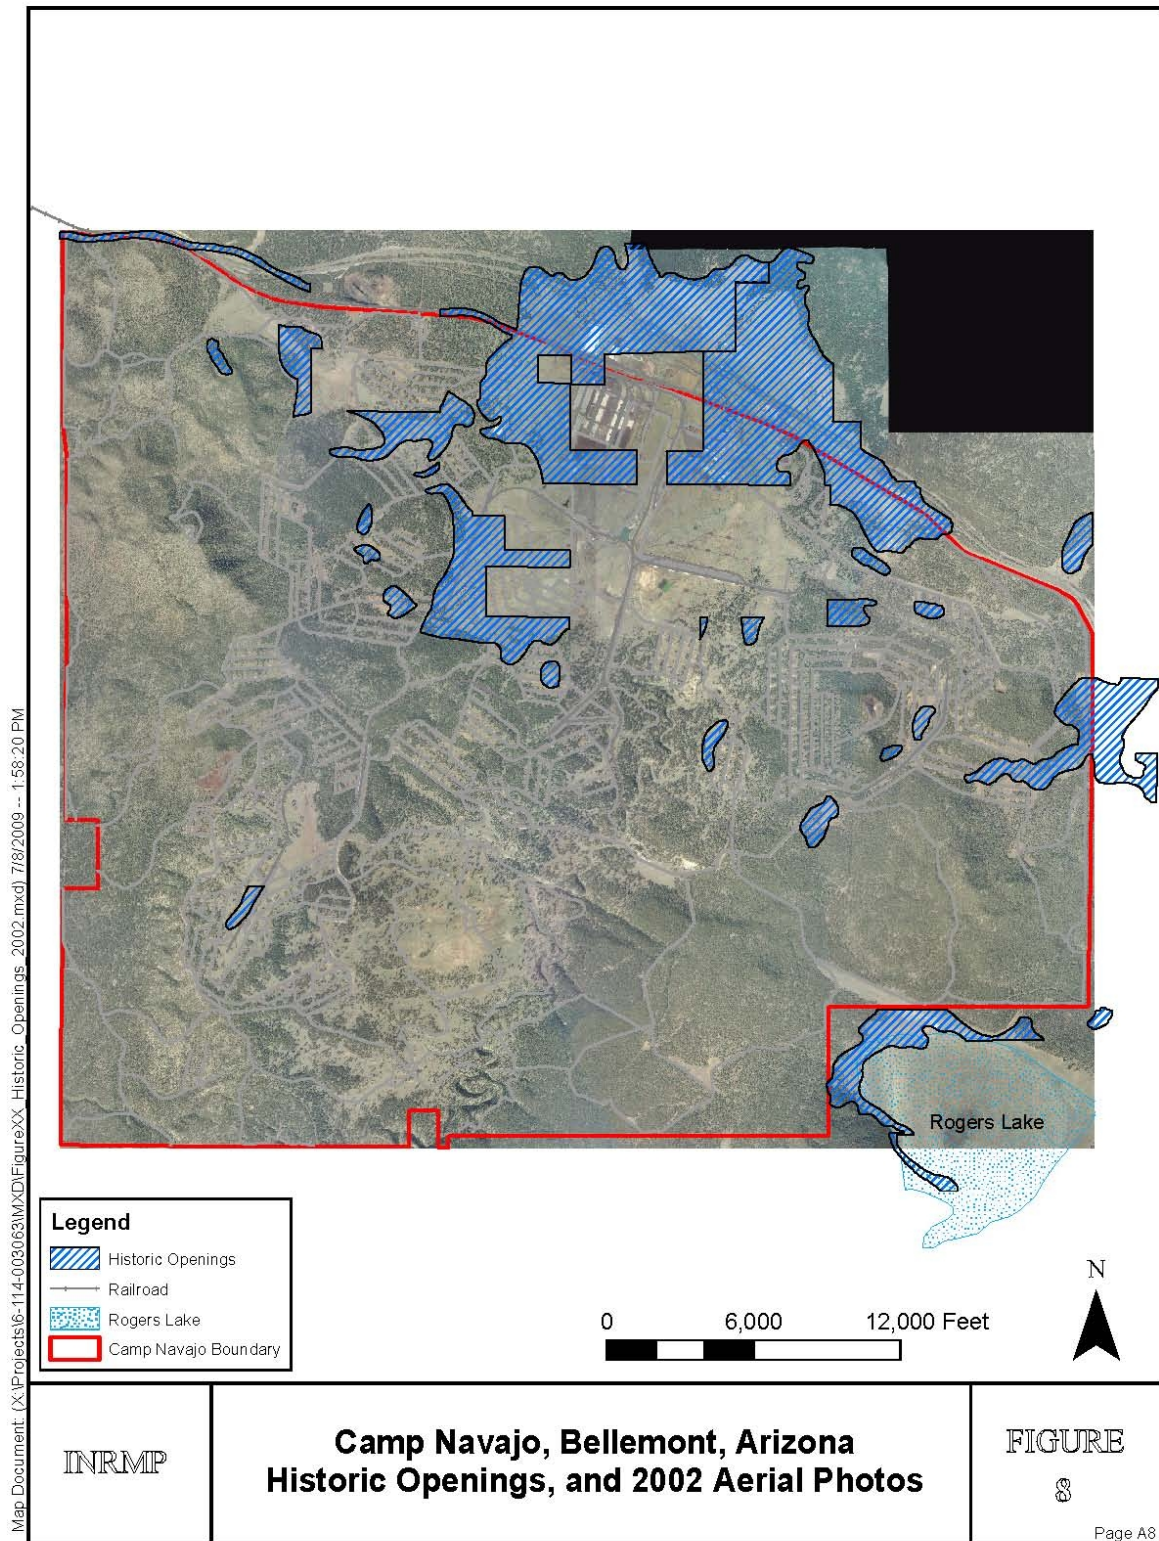 Map Document: (X:\Projects\6-114-003063\MXD\FigureXX_Historic_Openings_2002.mxd) 7/8/2009 -- 1:58:20 PM
Rogers Lake
Legend
Historic Openings
Railroad
Rogers Lake
Camp Navajo Boundary
0 6,000 12,000 Feet
N
INRMP
Camp Navajo, Bellemont, Arizona
Historic Openings, and 2002 Aerial Photos
FIGURE
8
Page A8